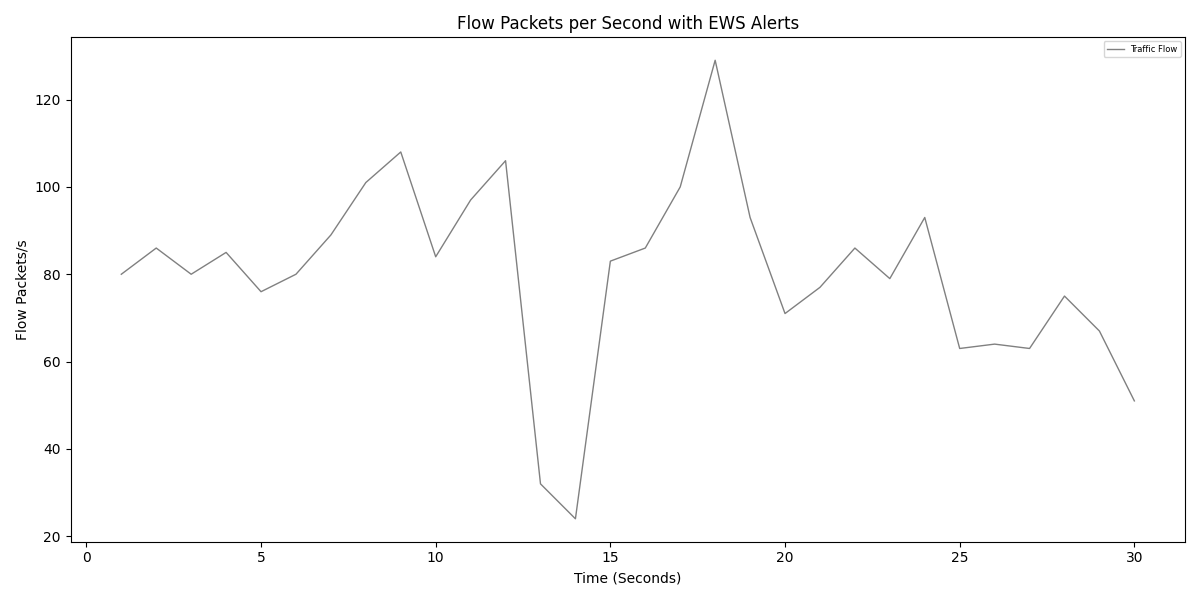 Flow Packets per Second with EWS Alerts
Traffic Flow
Flow Packets/s
120
100
80
60
40
20
0 5 10 15 20 25 30
Time (Seconds)